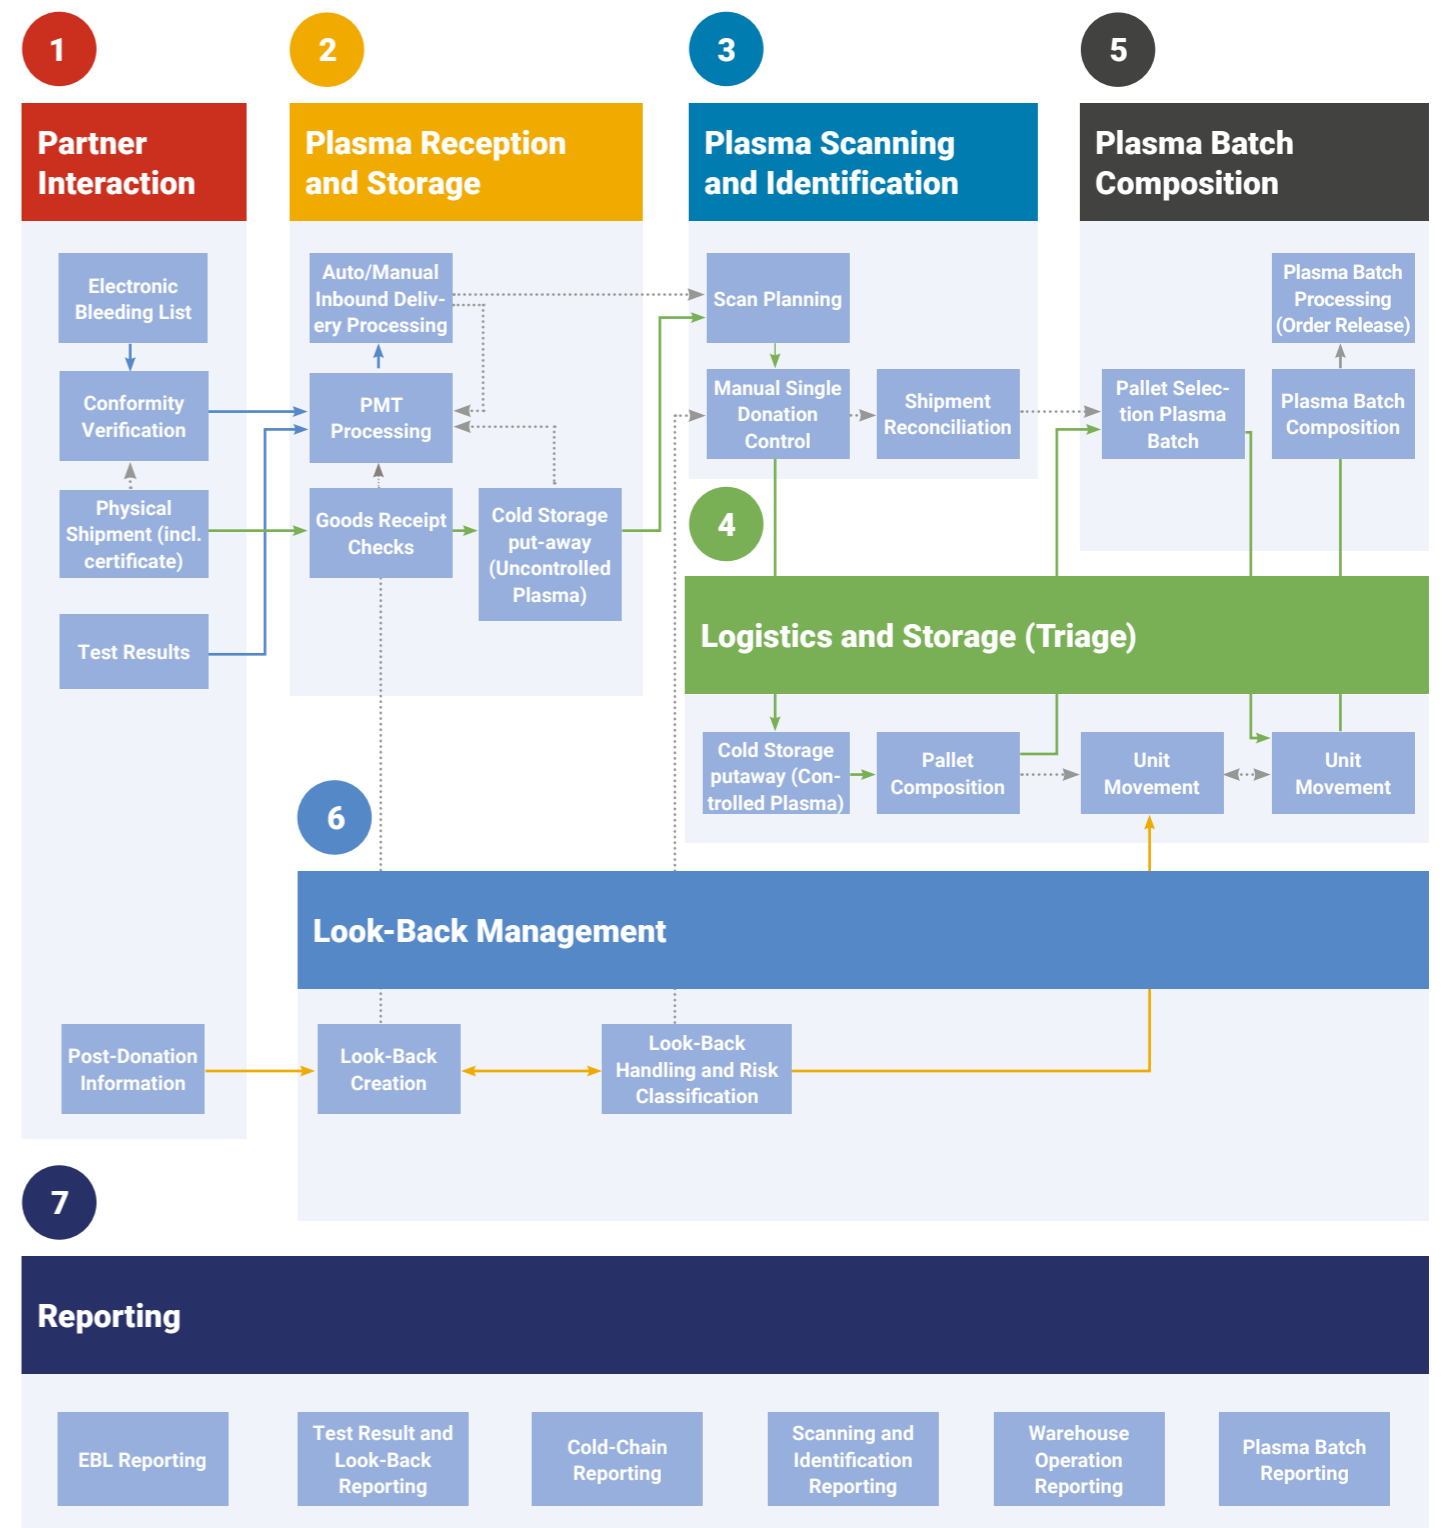 1
Partner
Interaction
Electronic
Bleeding List
Conformity
Verification
Physical
Shipment (incl.
certificate)
Test Results
Post-Donation
Information
2
Plasma Reception
and Storage
Auto/Manual
Inbound Deliv-
ery Processing
PMT
Processing
Goods Receipt
Checks
Cold Storage
put-away
(Uncontrolled
Plasma)
3
Plasma Scanning
and Identification
Scan Planning
Manual Single
Donation
Control
Shipment
Reconciliation
5
Plasma Batch
Composition
Plasma Batch
Processing
(Order Release)
Pallet Selec-
tion Plasma
Batch
Plasma Batch
Composition
4
Logistics and Storage (Triage)
Cold Storage
putaway (Con-
trolled Plasma)
Pallet
Composition
Unit
Movement
Unit
Movement
6
Look-Back Management
Look-Back
Creation
Look-Back
Handling and Risk
Classification
7
Reporting
EBL Reporting
Test Result and
Look-Back
Reporting
Cold-Chain
Reporting
Scanning and
Identification
Reporting
Warehouse
Operation
Reporting
Plasma Batch
Reporting